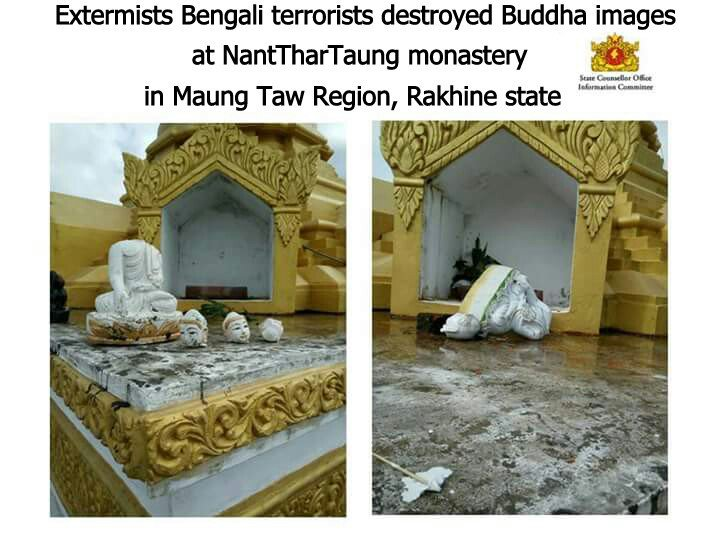 Extermists Bengali terrorists destroyed Buddha images
at NantTharTaung monastery
State Counsellor Office
Information Committee
in Maung Taw Region, Rakhine state